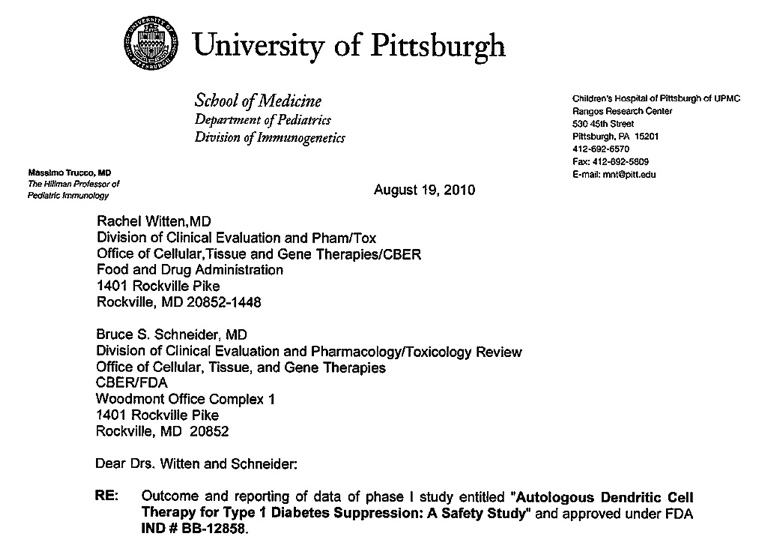 University of Pittsburgh
School of Medicine
Department of Pediatrics
Division of Immunogenetics
Children's Hospital of Pittsburgh of UPMC
Rangos Research Center
530 45th Street
Pittsburgh, PA 15201
412-692-6570
Fax: 412-692-5809
E-mail: mnt@pitt.edu
Massimo Trucco, MD
The Hillman Professor of
Pediatric Immunology
August 19, 2010
Rachel Witten,MD
Division of Clinical Evaluation and Pham/Tox
Office of Cellular,Tissue and Gene Therapies/CBER
Food and Drug Administration
1401 Rockville Pike
Rockville, MD 20852-1448
Bruce S. Schneider, MD
Division of Clinical Evaluation and Pharmacology/Toxicology Review
Office of Cellular, Tissue, and Gene Therapies
CBER/FDA
Woodmont Office Complex 1
1401 Rockville Pike
Rockville, MD 20852
Dear Drs. Witten and Schneider:
RE: Outcome and reporting of data of phase I study entitled "Autologous Dendritic Cell
Therapy for Type 1 Diabetes Suppression: A Safety Study" and approved under FDA
IND # BB-12858.